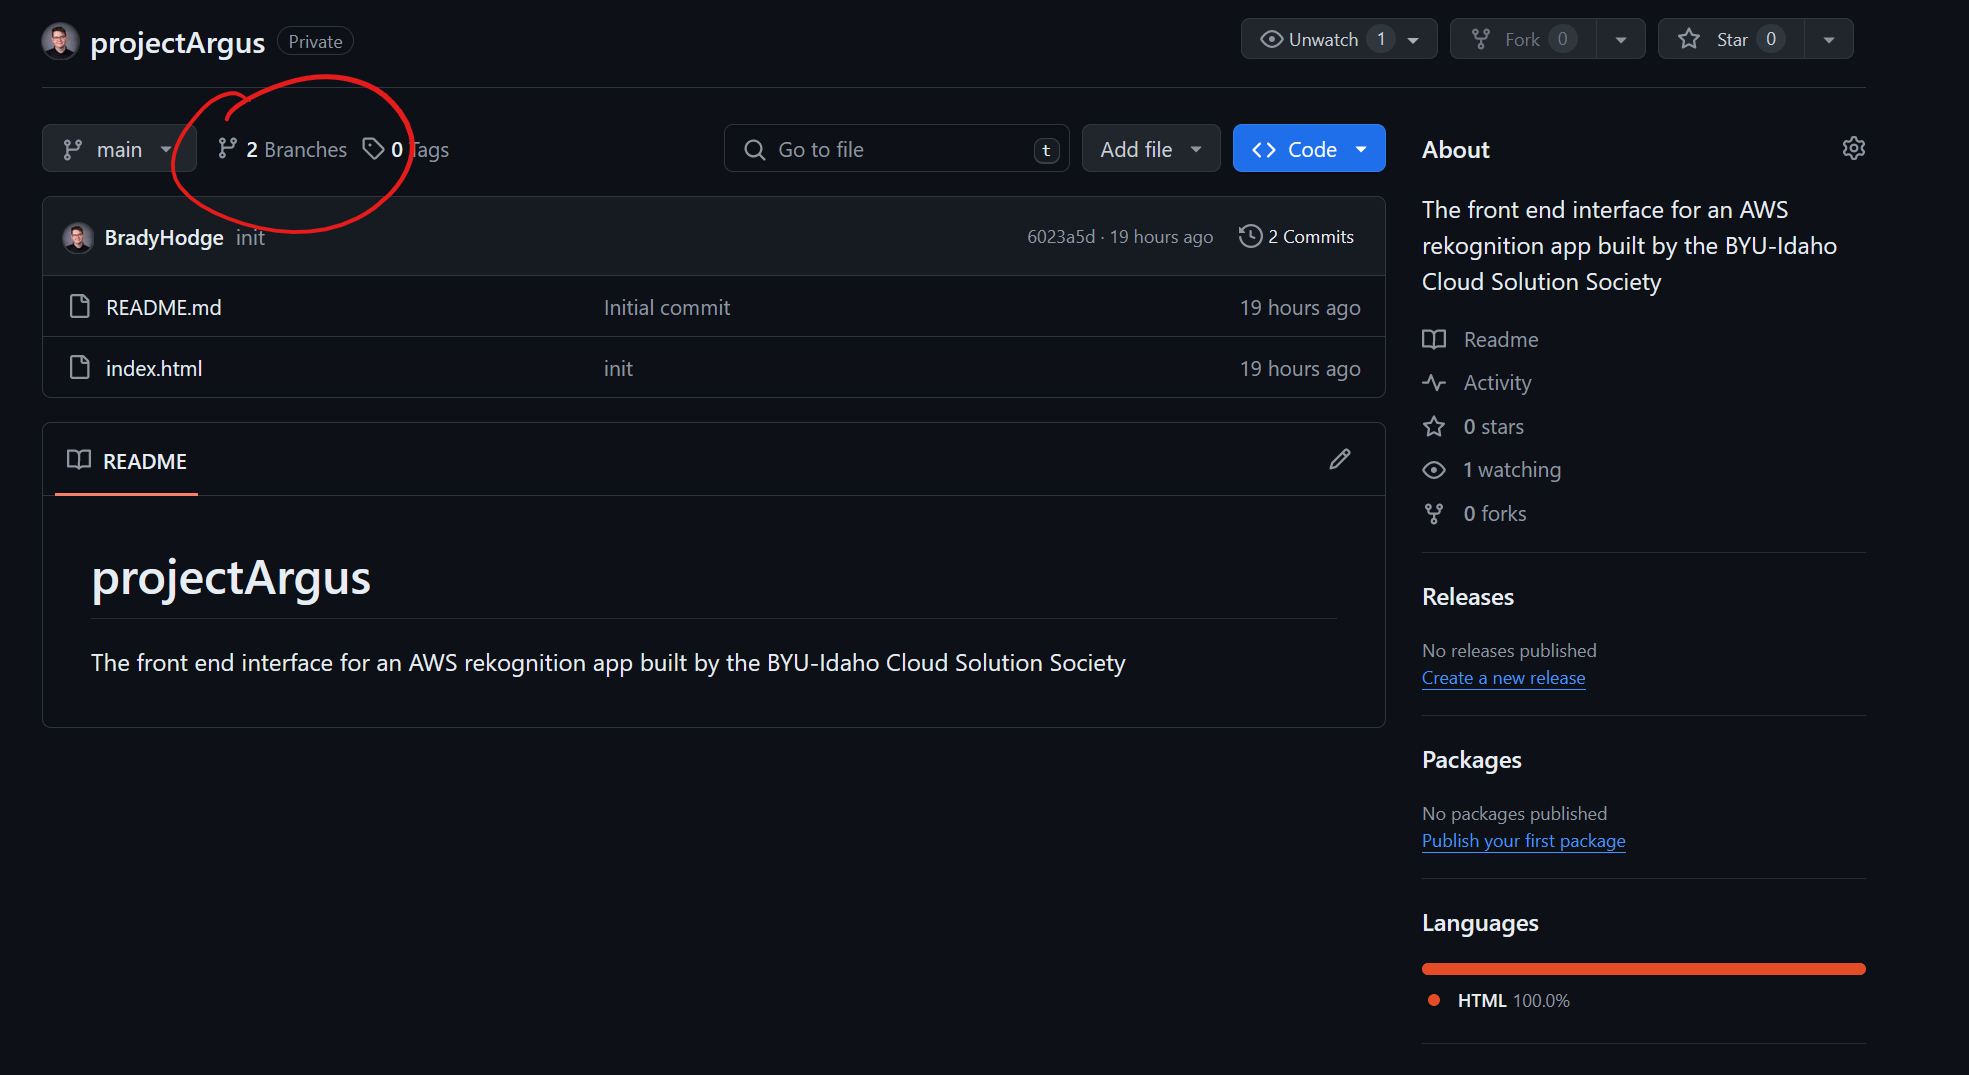 projectArgus Private Unwatch 1 Fork 0 Star 0
main 2 Branches 0 Tags Go to file t Add file Code
BradyHodge init 6023a5d · 19 hours ago 2 Commits
README.md Initial commit 19 hours ago
index.html init 19 hours ago
README
projectArgus
The front end interface for an AWS rekognition app built by the BYU-Idaho Cloud Solution Society
About
The front end interface for an AWS
rekognition app built by the BYU-Idaho
Cloud Solution Society
Readme
Activity
0 stars
1 watching
0 forks
Releases
No releases published
Create a new release
Packages
No packages published
Publish your first package
Languages
HTML 100.0%